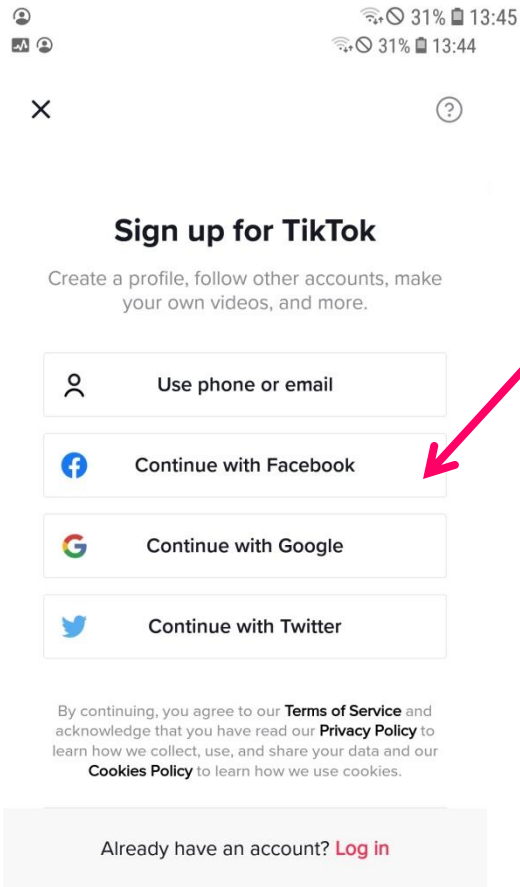 31% 13:45
31% 13:44
Sign up for TikTok
Create a profile, follow other accounts, make
your own videos, and more.
Use phone or email
Continue with Facebook
Continue with Google
Continue with Twitter
By continuing, you agree to our Terms of Service and
acknowledge that you have read our Privacy Policy to
learn how we collect, use, and share your data and our
Cookies Policy to learn how we use cookies.
Already have an account? Log in